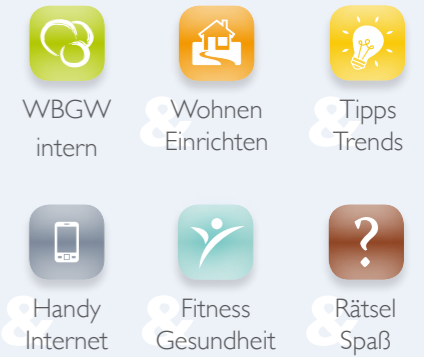 WBGW
intern
& Wohnen
Einrichten
& Tipps
Trends
?
& Handy
Internet
& Fitness
Gesundheit
& Rätsel
Spaß